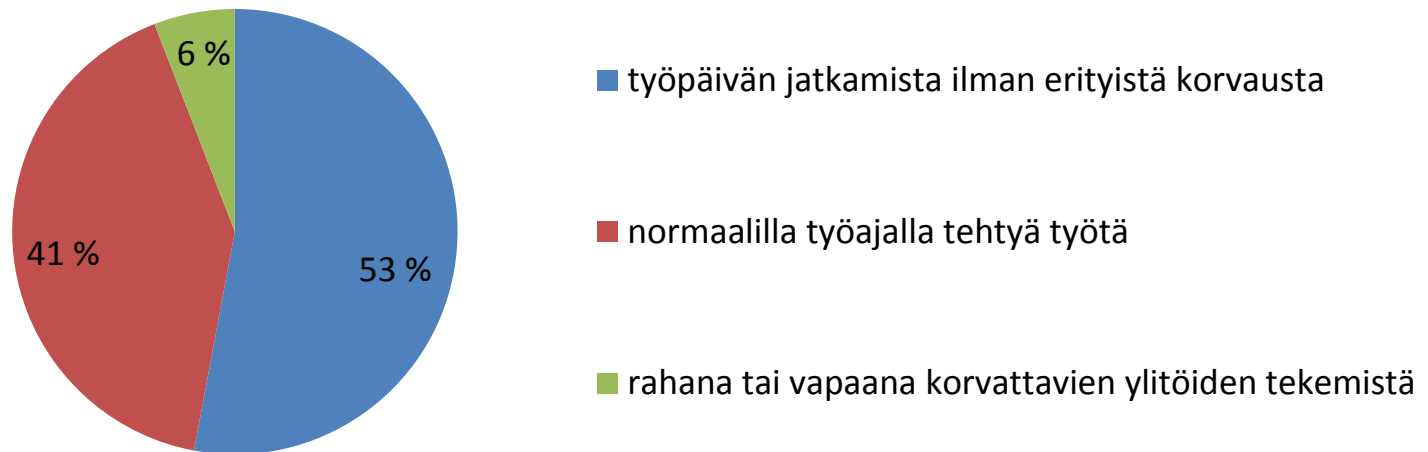 6 %
työpäivän jatkamista ilman erityistä korvausta
normaalilla työajalla tehtyä työtä
41 %
53 %
rahana tai vapaana korvattavien ylitöiden tekemistä